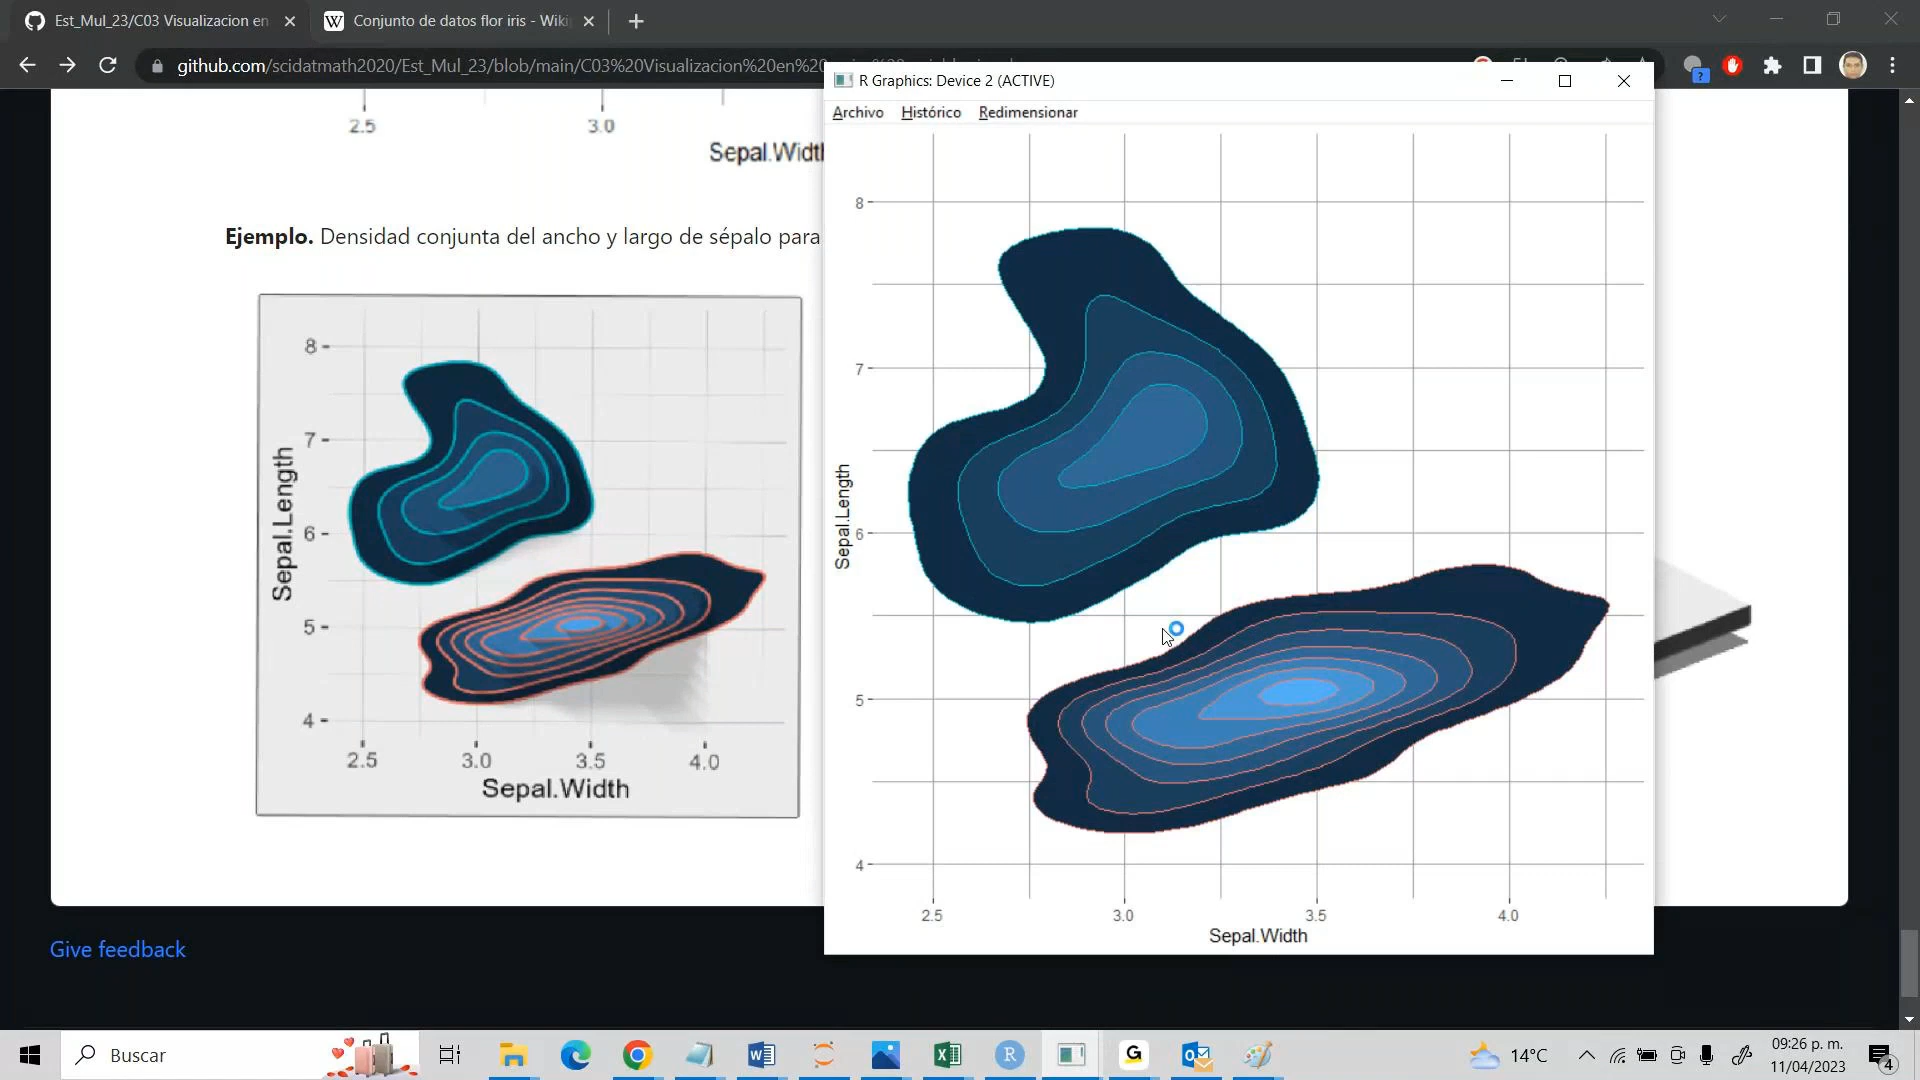 Est_Mul_23/C03 Visualizacion en
Conjunto de datos flor iris - Wiki
github.com/scidatmath2020/Est_Mul_23/blob/main/C03%20Visualizacion%20en%20
2.5 3.0
Sepal.Width
Ejemplo. Densidad conjunta del ancho y largo de sépalo para
8
7
6
5
4
Sepal.Length
2.5 3.0 3.5 4.0
Sepal.Width
Give feedback
R Graphics: Device 2 (ACTIVE)
Archivo Histórico Redimensionar
8
7
6
5
4
Sepal.Length
2.5 3.0 3.5 4.0
Sepal.Width
Buscar
14°C
09:26 p. m.
11/04/2023
4